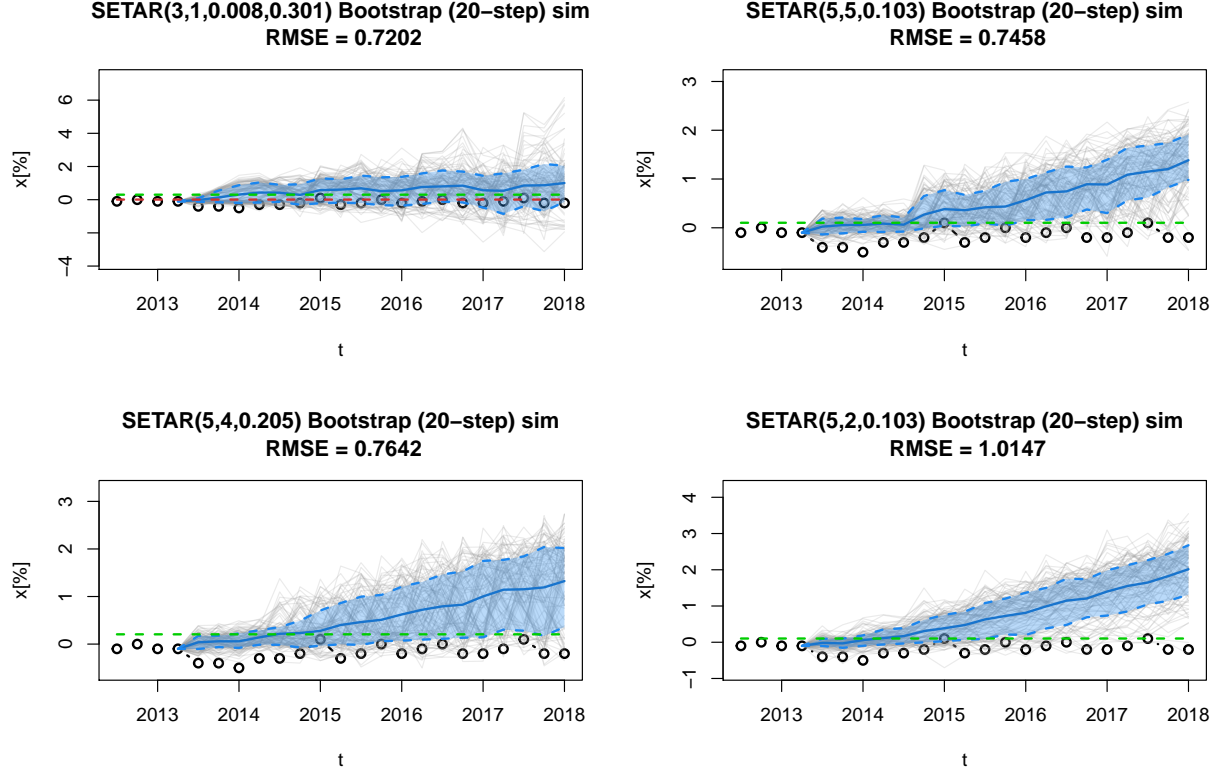 SETAR(3,1,0.008,0.301) Bootstrap (20−step) sim
RMSE = 0.7202
x[%]
6
4
2
0
−4
2013 2014 2015 2016 2017 2018
t
SETAR(5,5,0.103) Bootstrap (20−step) sim
RMSE = 0.7458
x[%]
3
2
1
0
2013 2014 2015 2016 2017 2018
t
SETAR(5,4,0.205) Bootstrap (20−step) sim
RMSE = 0.7642
x[%]
3
2
1
0
2013 2014 2015 2016 2017 2018
t
SETAR(5,2,0.103) Bootstrap (20−step) sim
RMSE = 1.0147
x[%]
4
3
2
1
0
−1
2013 2014 2015 2016 2017 2018
t